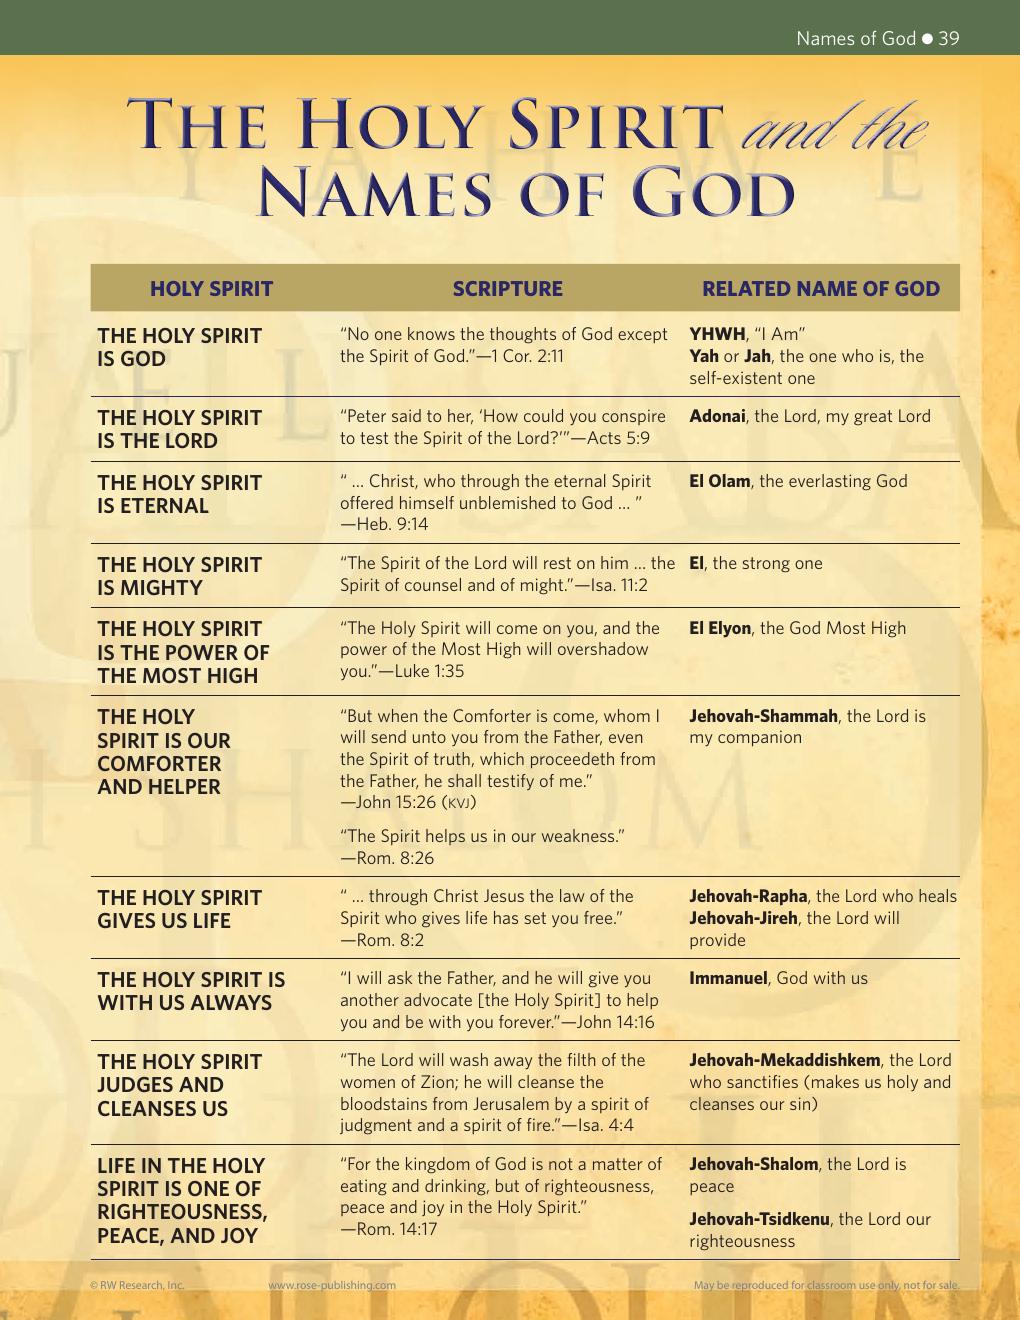 Names of God ● 39
THE HOLY SPIRIT and the
NAMES OF GOD
HOLY SPIRIT SCRIPTURE RELATED NAME OF GOD
THE HOLY SPIRIT
IS GOD
“No one knows the thoughts of God except
the Spirit of God.”—1 Cor. 2:11
YHWH, “I Am”
Yah or Jah, the one who is, the
self-existent one
THE HOLY SPIRIT
IS THE LORD
“Peter said to her, ‘How could you conspire
to test the Spirit of the Lord?’”—Acts 5:9
Adonai, the Lord, my great Lord
THE HOLY SPIRIT
IS ETERNAL
“ ... Christ, who through the eternal Spirit
offered himself unblemished to God ... ”
—Heb. 9:14
El Olam, the everlasting God
THE HOLY SPIRIT
IS MIGHTY
“The Spirit of the Lord will rest on him ... the
Spirit of counsel and of might.”—Isa. 11:2
El, the strong one
THE HOLY SPIRIT
IS THE POWER OF
THE MOST HIGH
“The Holy Spirit will come on you, and the
power of the Most High will overshadow
you.”—Luke 1:35
El Elyon, the God Most High
THE HOLY
SPIRIT IS OUR
COMFORTER
AND HELPER
“But when the Comforter is come, whom I
will send unto you from the Father, even
the Spirit of truth, which proceedeth from
the Father, he shall testify of me.”
—John 15:26 (KVJ)
“The Spirit helps us in our weakness.”
—Rom. 8:26
Jehovah-Shammah, the Lord is
my companion
THE HOLY SPIRIT
GIVES US LIFE
“ ... through Christ Jesus the law of the
Spirit who gives life has set you free.”
—Rom. 8:2
Jehovah-Rapha, the Lord who heals
Jehovah-Jireh, the Lord will
provide
THE HOLY SPIRIT IS
WITH US ALWAYS
“I will ask the Father, and he will give you
another advocate [the Holy Spirit] to help
you and be with you forever.”—John 14:16
Immanuel, God with us
THE HOLY SPIRIT
JUDGES AND
CLEANSES US
“The Lord will wash away the filth of the
women of Zion; he will cleanse the
bloodstains from Jerusalem by a spirit of
judgment and a spirit of fire.”—Isa. 4:4
Jehovah-Mekaddishkem, the Lord
who sanctifies (makes us holy and
cleanses our sin)
LIFE IN THE HOLY
SPIRIT IS ONE OF
RIGHTEOUSNESS,
PEACE, AND JOY
“For the kingdom of God is not a matter of
eating and drinking, but of righteousness,
peace and joy in the Holy Spirit.”
—Rom. 14:17
Jehovah-Shalom, the Lord is
peace
Jehovah-Tsidkenu, the Lord our
righteousness
© RW Research, Inc. www.rose-publishing.com May be reproduced for classroom use only, not for sale.